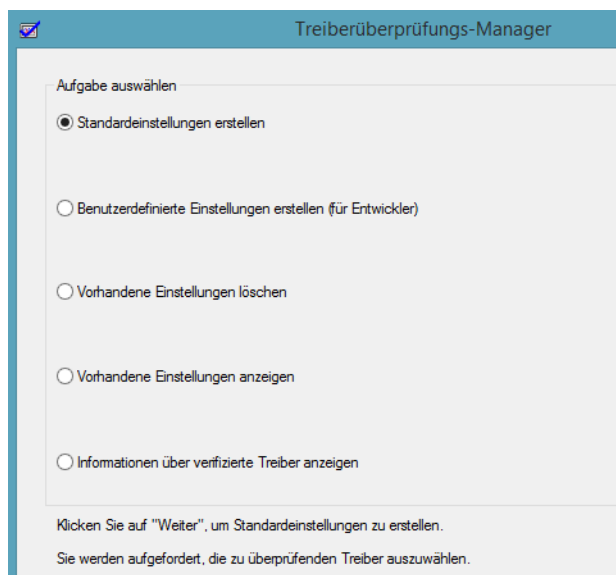 Treiberüberprüfungs-Manager
Aufgabe auswählen
Standardeinstellungen erstellen
Benutzerdefinierte Einstellungen erstellen (für Entwickler)
Vorhandene Einstellungen löschen
Vorhandene Einstellungen anzeigen
Informationen über verifizierte Treiber anzeigen
Klicken Sie auf "Weiter", um Standardeinstellungen zu erstellen.
Sie werden aufgefordert, die zu überprüfenden Treiber auszuwählen.